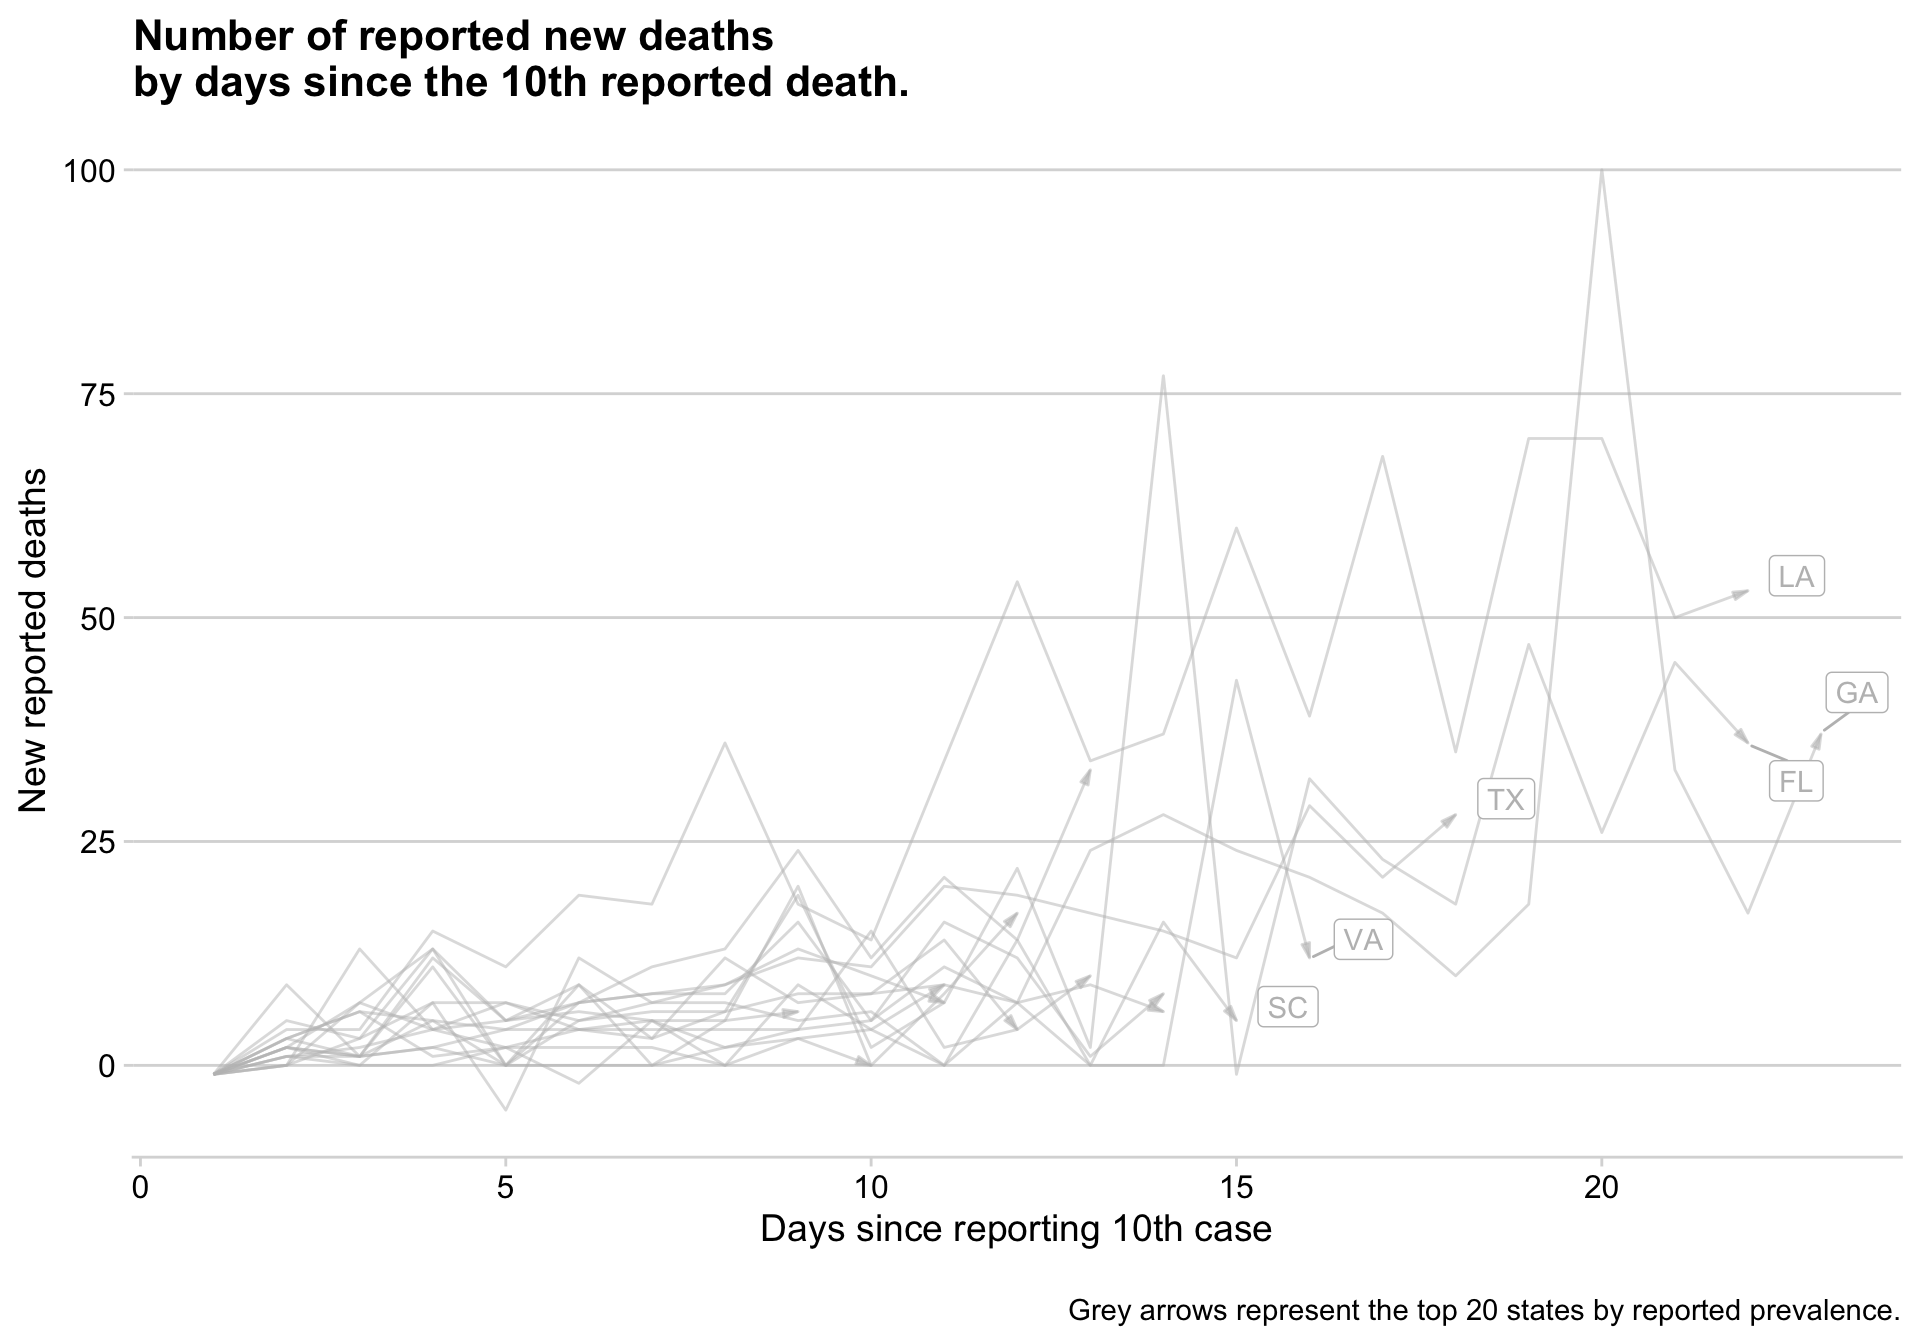 Number of reported new deaths
by days since the 10th reported death.
100
75
50
25
0
New reported deaths
LA
GA
FL
TX
VA
SC
0 5 10 15 20
Days since reporting 10th case
Grey arrows represent the top 20 states by reported prevalence.